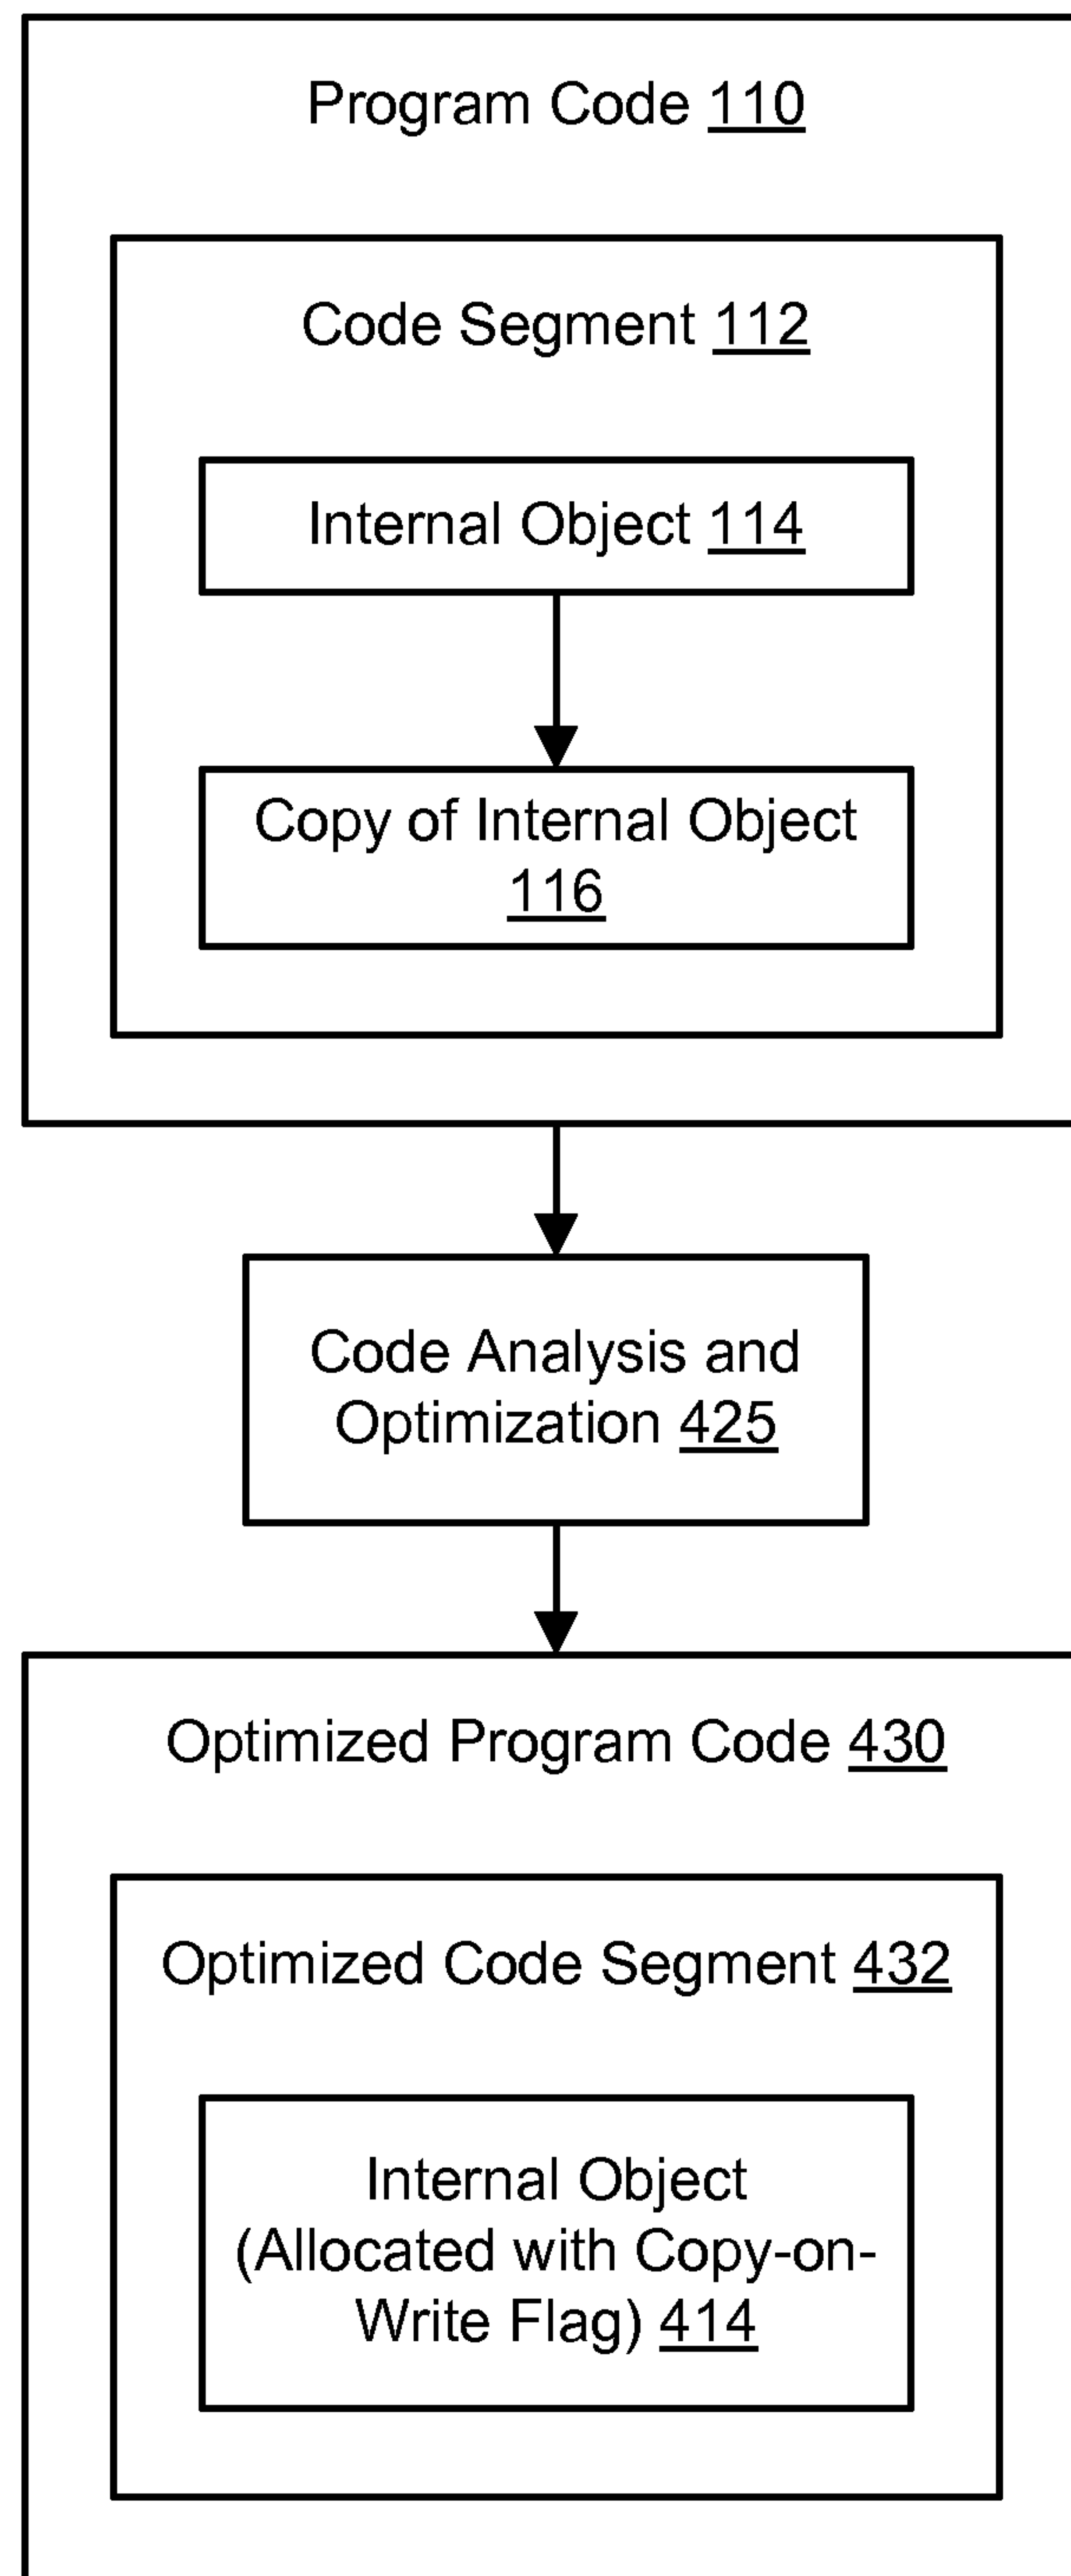 Program Code 110
Code Segment 112
Internal Object 114
Copy of Internal Object
116
Code Analysis and
Optimization 425
Optimized Program Code 430
Optimized Code Segment 432
Internal Object
(Allocated with Copy-on-
Write Flag) 414